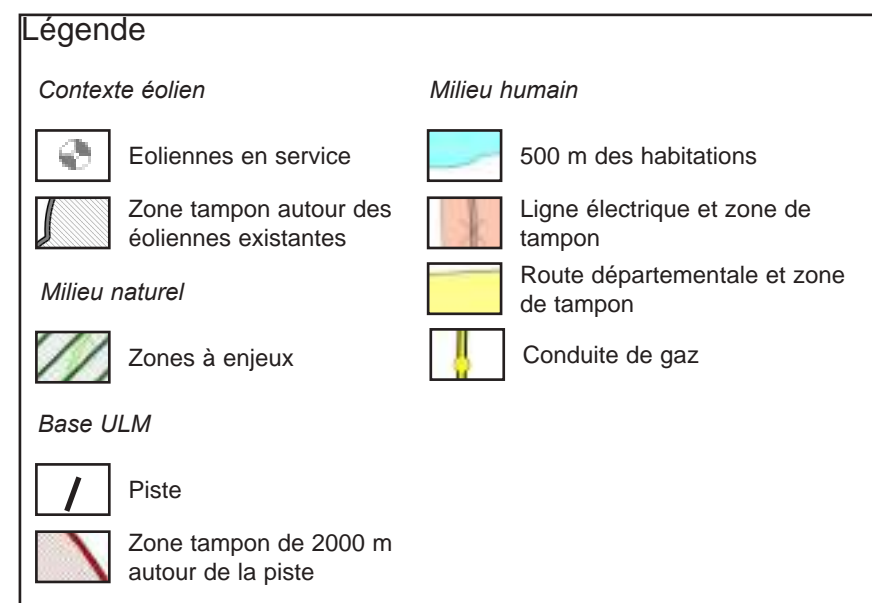 Légende
Contexte éolien
Eoliennes en service
Zone tampon autour des
éoliennes existantes
Milieu naturel
Zones à enjeux
Base ULM
Piste
Zone tampon de 2000 m
autour de la piste
Milieu humain
500 m des habitations
Ligne électrique et zone de
tampon
Route départementale et zone
de tampon
Conduite de gaz